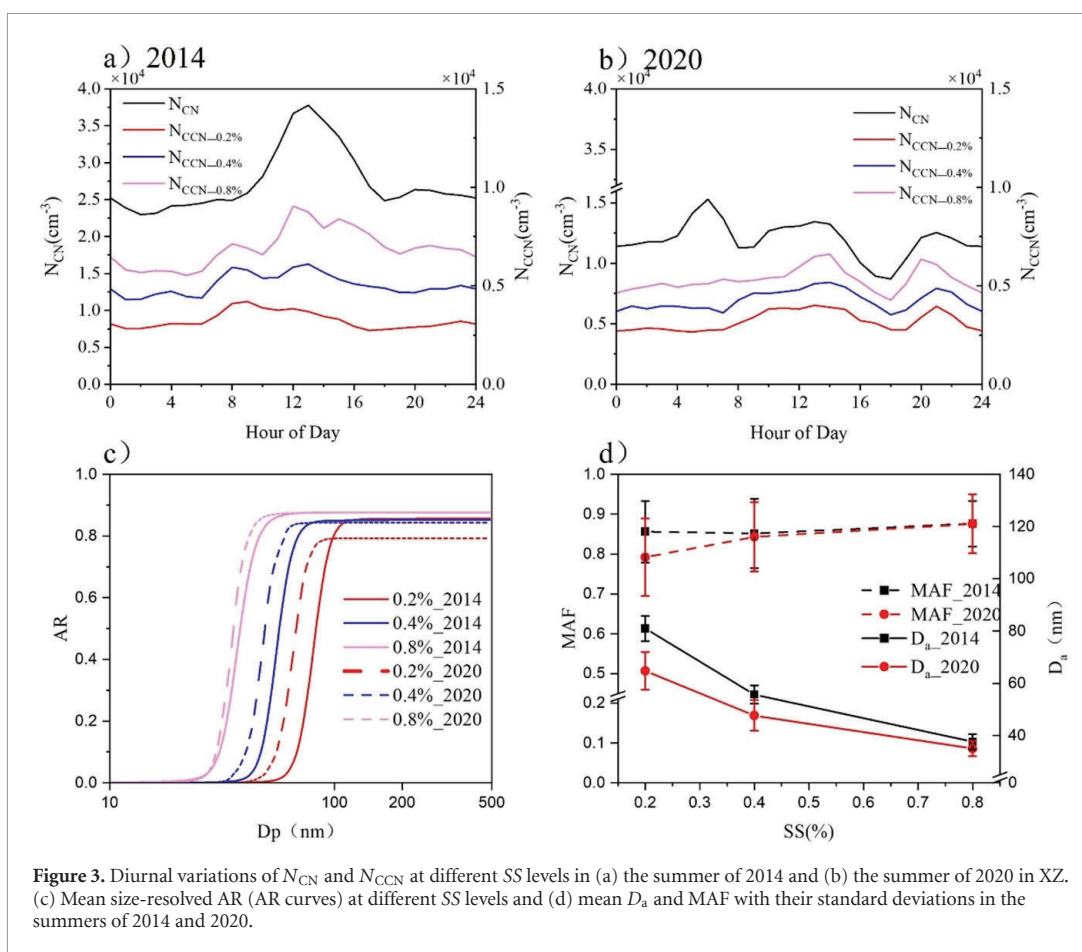 a）2014
×10⁴
×10⁴
4.0
3.5
3.0
2.5
2.0
1.5
1.0
0.5
0.0
N_CN(cm⁻³)
N_CN
N_CCN_0.2%
N_CCN_0.4%
N_CCN_0.8%
1.5
1.0
0.5
0.0
N_CCN(cm⁻³)
0 4 8 12 16 20 24
Hour of Day
b）2020
×10⁴
×10⁴
4.0
3.5
3.0
1.5
1.0
0.5
0.0
N_CN(cm⁻³)
N_CN
N_CCN_0.2%
N_CCN_0.4%
N_CCN_0.8%
1.5
1.0
0.5
0.0
N_CCN(cm⁻³)
0 4 8 12 16 20 24
Hour of Day
c）
1.0
0.8
0.6
0.4
0.2
0.0
AR
0.2%_2014
0.4%_2014
0.8%_2014
0.2%_2020
0.4%_2020
0.8%_2020
10 100 200 500
Dp（nm）
d）
1.0
0.9
0.8
0.7
0.6
0.5
0.2
0.1
0.0
MAF
MAF_2014
MAF_2020
D_a_2014
D_a_2020
140
120
100
80
60
40
0
D_a（nm）
0.2 0.3 0.4 0.5 0.6 0.7 0.8
SS(%)
Figure 3. Diurnal variations of N_CN and N_CCN at different SS levels in (a) the summer of 2014 and (b) the summer of 2020 in XZ.
(c) Mean size-resolved AR (AR curves) at different SS levels and (d) mean D_a and MAF with their standard deviations in the
summers of 2014 and 2020.